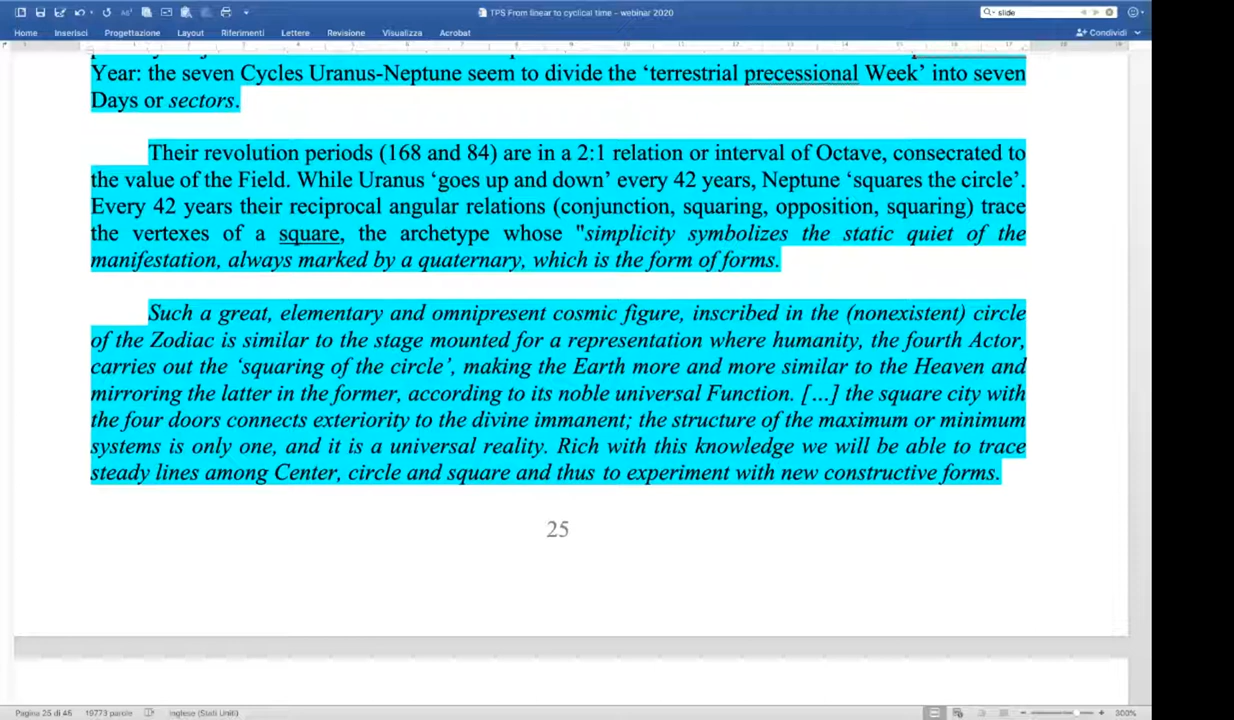 TPS From linear to cyclical time - webinar 2020
slide
Home Inserisci Progettazione Layout Riferimenti Lettere Revisione Visualizza Acrobat
Condividi
Year: the seven Cycles Uranus-Neptune seem to divide the ‘terrestrial precessional Week’ into seven
Days or sectors.
Their revolution periods (168 and 84) are in a 2:1 relation or interval of Octave, consecrated to
the value of the Field. While Uranus ‘goes up and down’ every 42 years, Neptune ‘squares the circle’.
Every 42 years their reciprocal angular relations (conjunction, squaring, opposition, squaring) trace
the vertexes of a square, the archetype whose "simplicity symbolizes the static quiet of the
manifestation, always marked by a quaternary, which is the form of forms.
Such a great, elementary and omnipresent cosmic figure, inscribed in the (nonexistent) circle
of the Zodiac is similar to the stage mounted for a representation where humanity, the fourth Actor,
carries out the ‘squaring of the circle’, making the Earth more and more similar to the Heaven and
mirroring the latter in the former, according to its noble universal Function. [...] the square city with
the four doors connects exteriority to the divine immanent; the structure of the maximum or minimum
systems is only one, and it is a universal reality. Rich with this knowledge we will be able to trace
steady lines among Center, circle and square and thus to experiment with new constructive forms.
25
Pagina 25 di 45 19773 parole Inglese (Stati Uniti) 300%